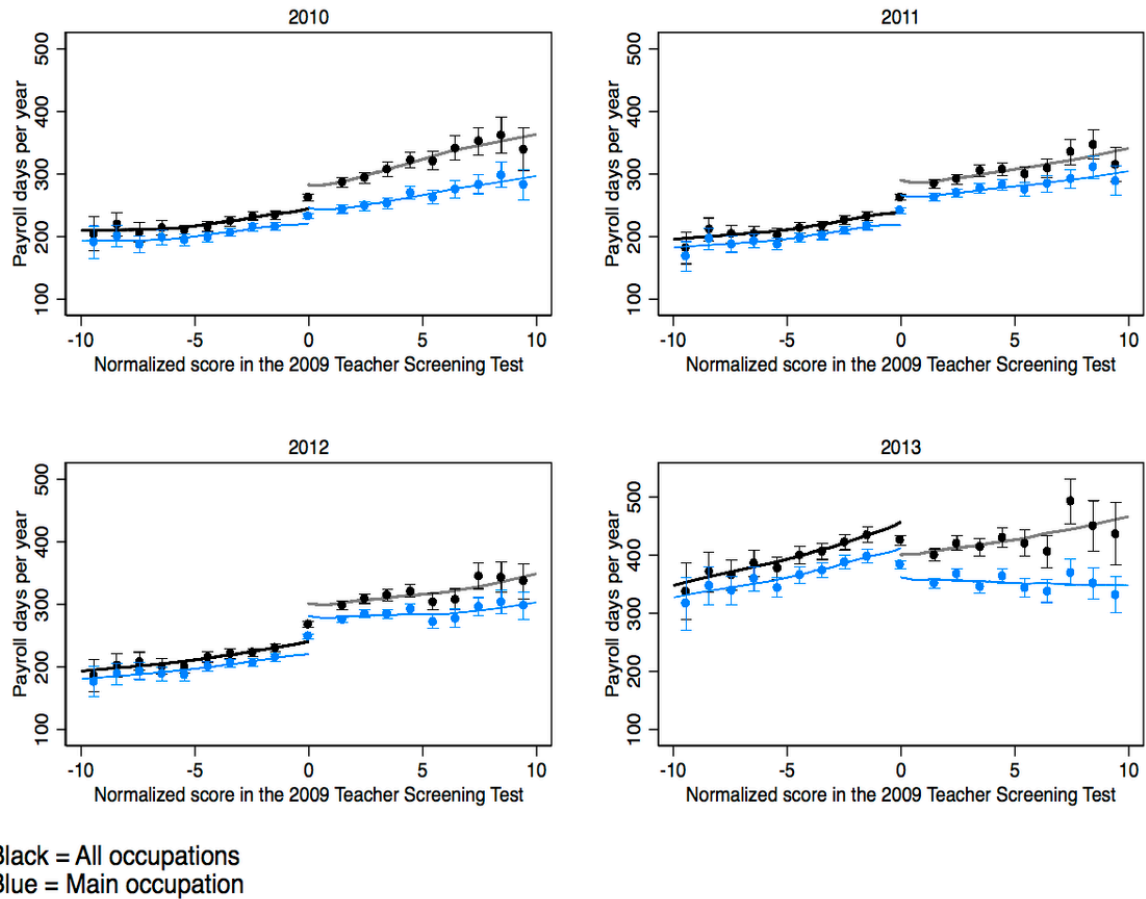 2010
500
400
300
200
100
Payroll days per year
-10 -5 0 5 10
Normalized score in the 2009 Teacher Screening Test
2011
500
400
300
200
100
Payroll days per year
-10 -5 0 5 10
Normalized score in the 2009 Teacher Screening Test
2012
500
400
300
200
100
Payroll days per year
-10 -5 0 5 10
Normalized score in the 2009 Teacher Screening Test
2013
500
400
300
200
100
Payroll days per year
-10 -5 0 5 10
Normalized score in the 2009 Teacher Screening Test
Black = All occupations
Blue = Main occupation